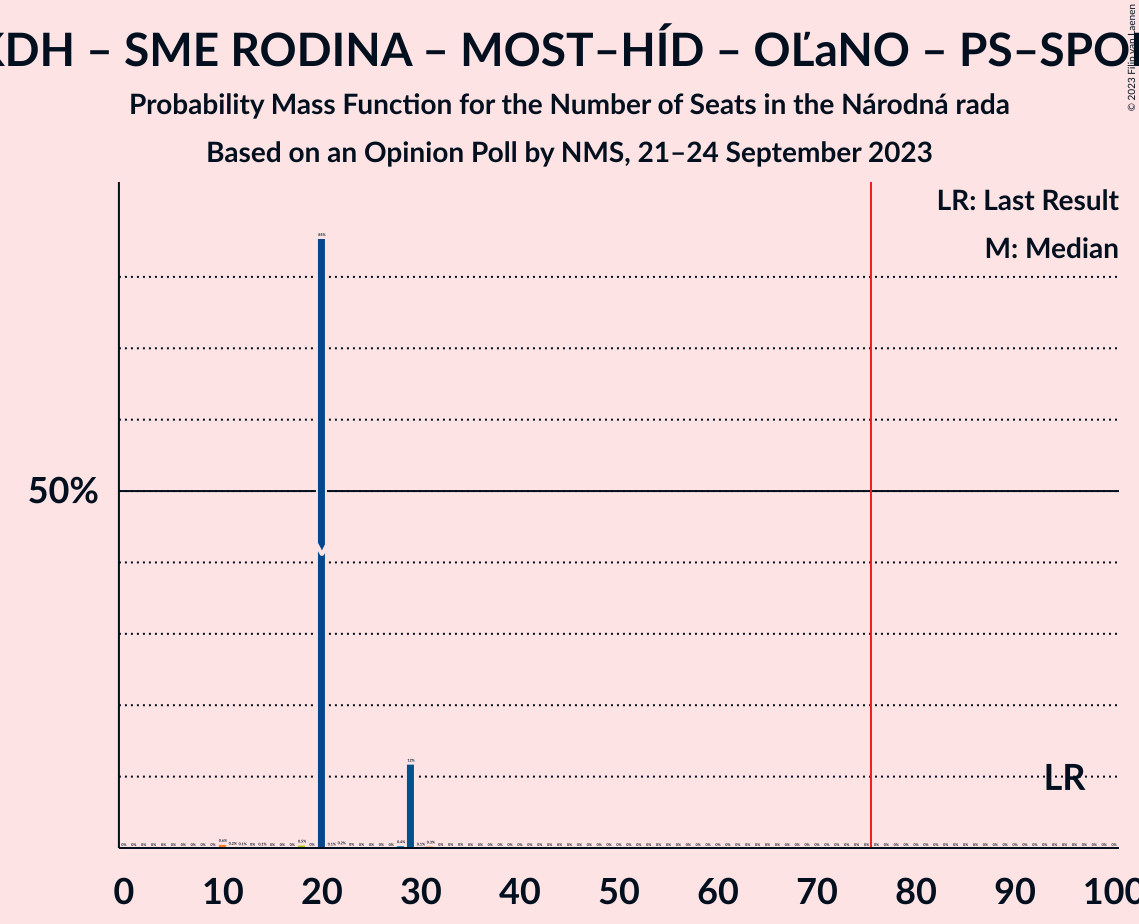 KDH – SME RODINA – MOST–HÍD – OĽaNO – PS–SPO
Probability Mass Function for the Number of Seats in the Národná rada
Based on an Opinion Poll by NMS, 21–24 September 2023
© 2023 Filip van Laenen
LR: Last Result
M: Median
50%
M
LR
0 10 20 30 40 50 60 70 80 90 100